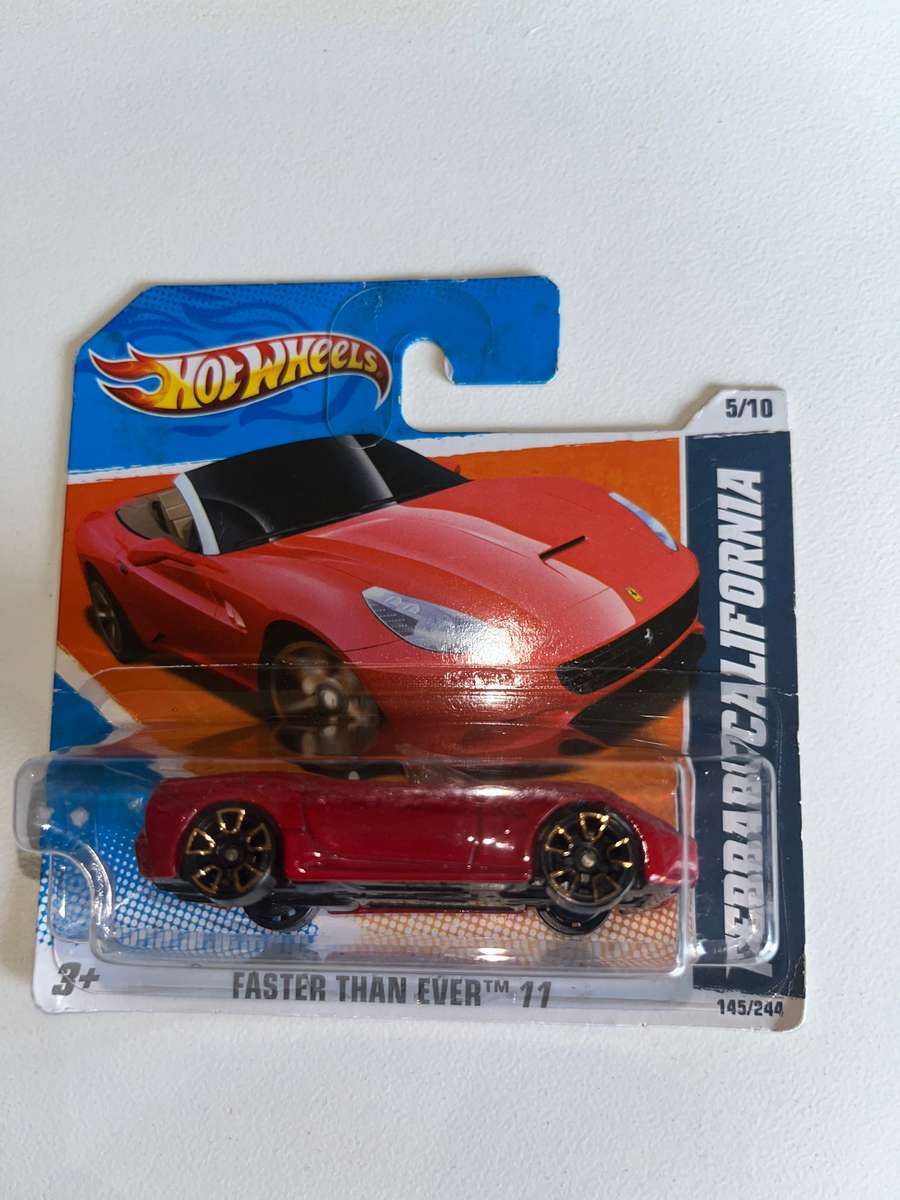 HOT WHEELS
5/10
FERRARI CALIFORNIA
3+
FASTER THAN EVER™ 11
145/244